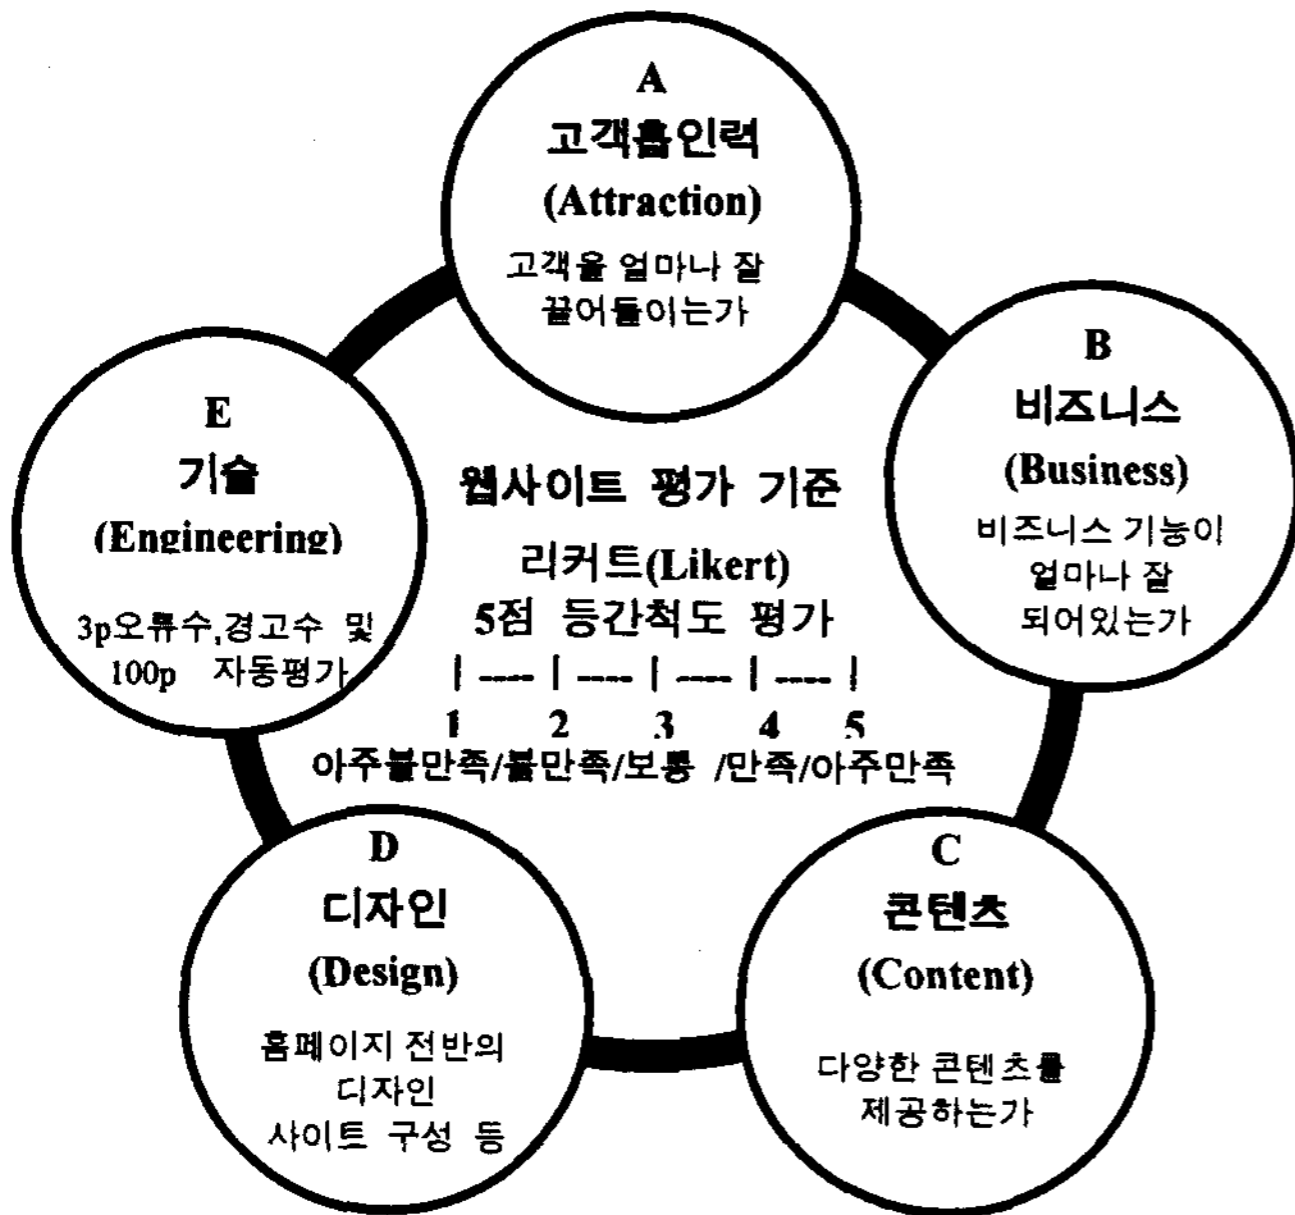 A
고객흡인력
(Attraction)
고객을 얼마나 잘
끌어들이는가
B
비즈니스
(Business)
비즈니스 기능이
얼마나 잘
되어있는가
C
콘텐츠
(Content)
다양한 콘텐츠를
제공하는가
D
디자인
(Design)
홈페이지 전반의
디자인
사이트 구성 등
E
기술
(Engineering)
3p오류수,경고수 및
100p 자동평가
웹사이트 평가 기준
리커트(Likert)
5점 등간척도 평가
| ---- | ---- | ---- | ---- |
1 2 3 4 5
아주불만족/불만족/보통 /만족/아주만족